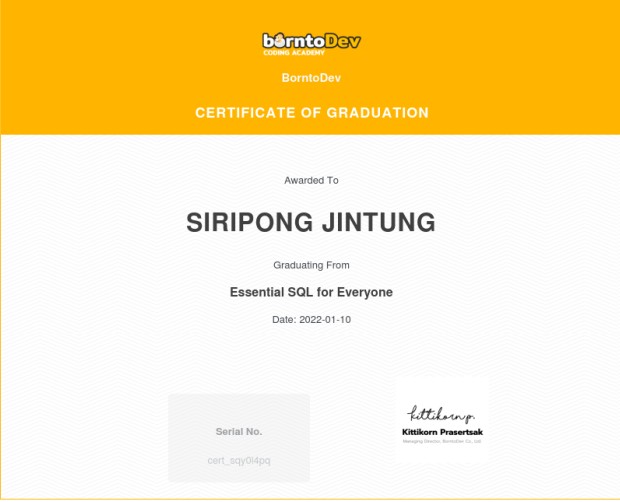 borntoDev
CODING ACADEMY
BorntoDev
CERTIFICATE OF GRADUATION
Awarded To
SIRIPONG JINTUNG
Graduating From
Essential SQL for Everyone
Date: 2022-01-10
kittikorn p.
Kittikorn Prasertsak
Managing Director, BorntoDev Co., Ltd
Serial No.
cert_sqy0l4pq